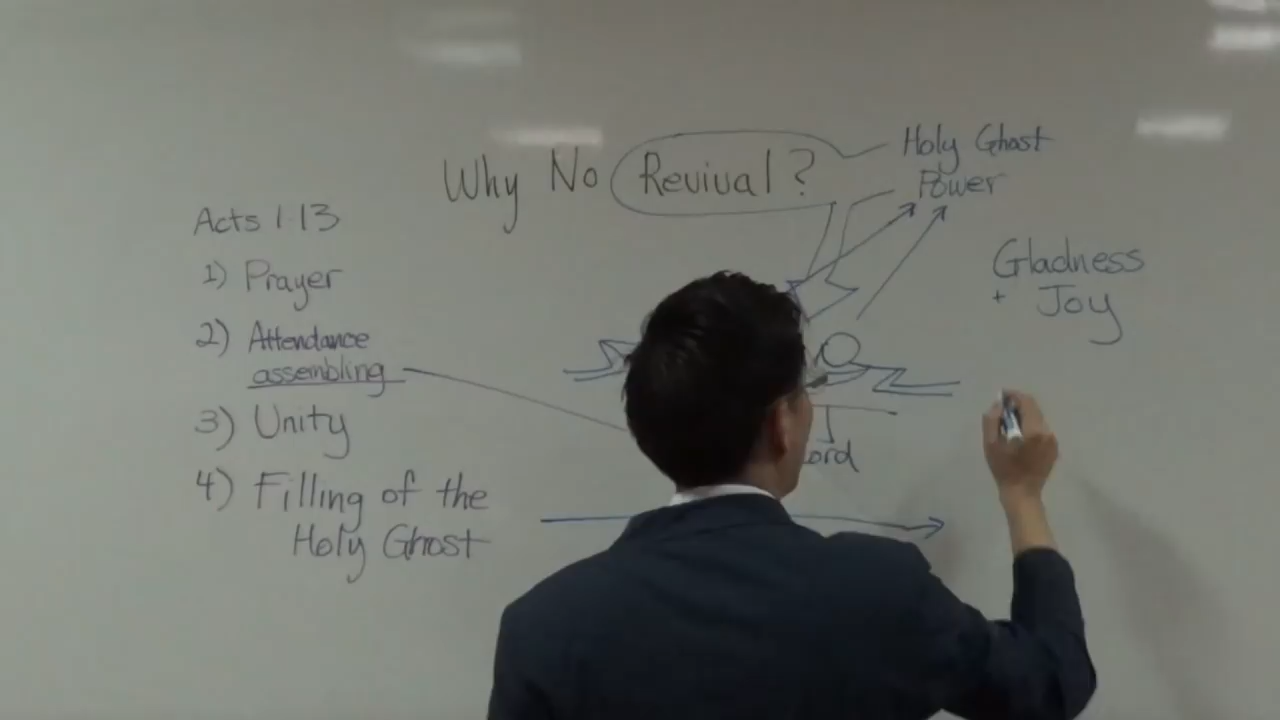 Why No Revival?
Holy Ghost
Power
Acts 1:13
1) Prayer
2) Attendance
assembling
3) Unity
4) Filling of the
Holy Ghost
Gladness
+ Joy